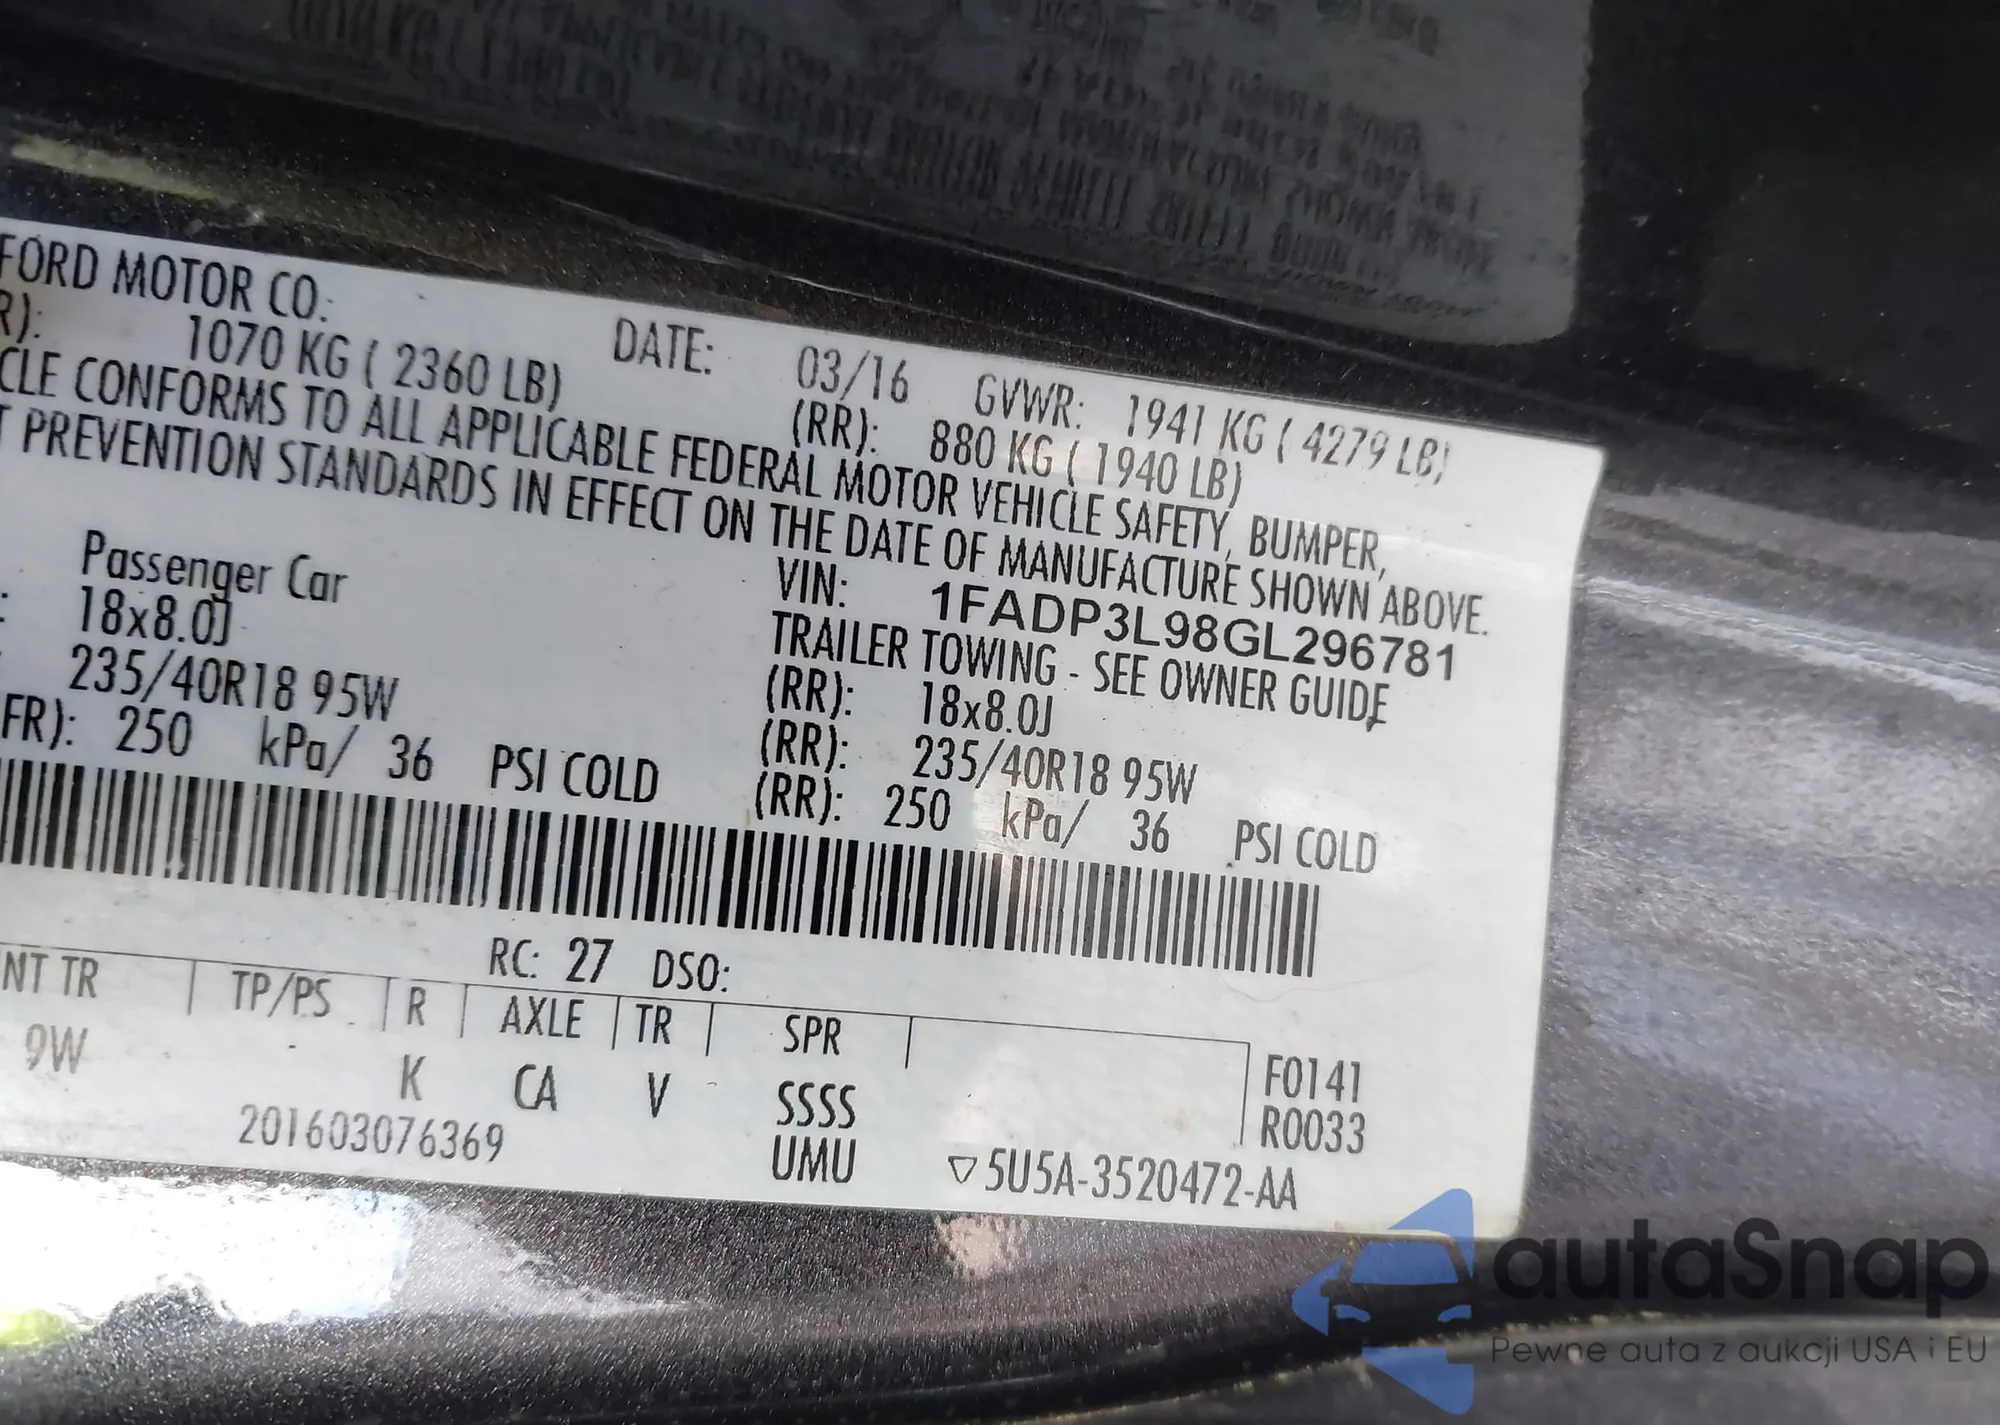 FORD MOTOR CO.
DATE: 03/16 GVWR: 1941 KG ( 4279 LB)
R): 1070 KG ( 2360 LB) (RR): 880 KG ( 1940 LB)
CLE CONFORMS TO ALL APPLICABLE FEDERAL MOTOR VEHICLE SAFETY, BUMPER,
T PREVENTION STANDARDS IN EFFECT ON THE DATE OF MANUFACTURE SHOWN ABOVE.
VIN: 1FADP3L98GL296781
Passenger Car TRAILER TOWING - SEE OWNER GUIDE
: 18x8.0J (RR): 18x8.0J
235/40R18 95W (RR): 235/40R18 95W
FR): 250 kPa/ 36 PSI COLD (RR): 250 kPa/ 36 PSI COLD
RC: 27 DSO:
NT TR TP/PS R AXLE TR SPR
9W K CA V SSSS F0141
UMU R0033
201603076369 ▽5U5A-3520472-AA
autaSnap
Pewne auta z aukcji USA i EU